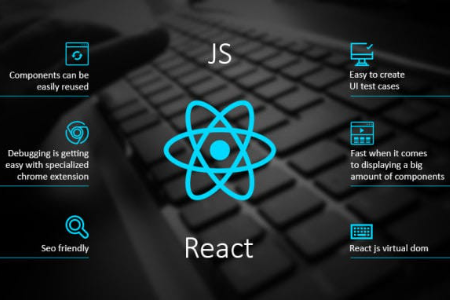 JS
Components can be
easily reused
Debugging is getting
easy with specialized
chrome extension
Seo friendly
Easy to create
UI test cases
Fast when it comes
to displaying a big
amount of components
React js virtual dom
React